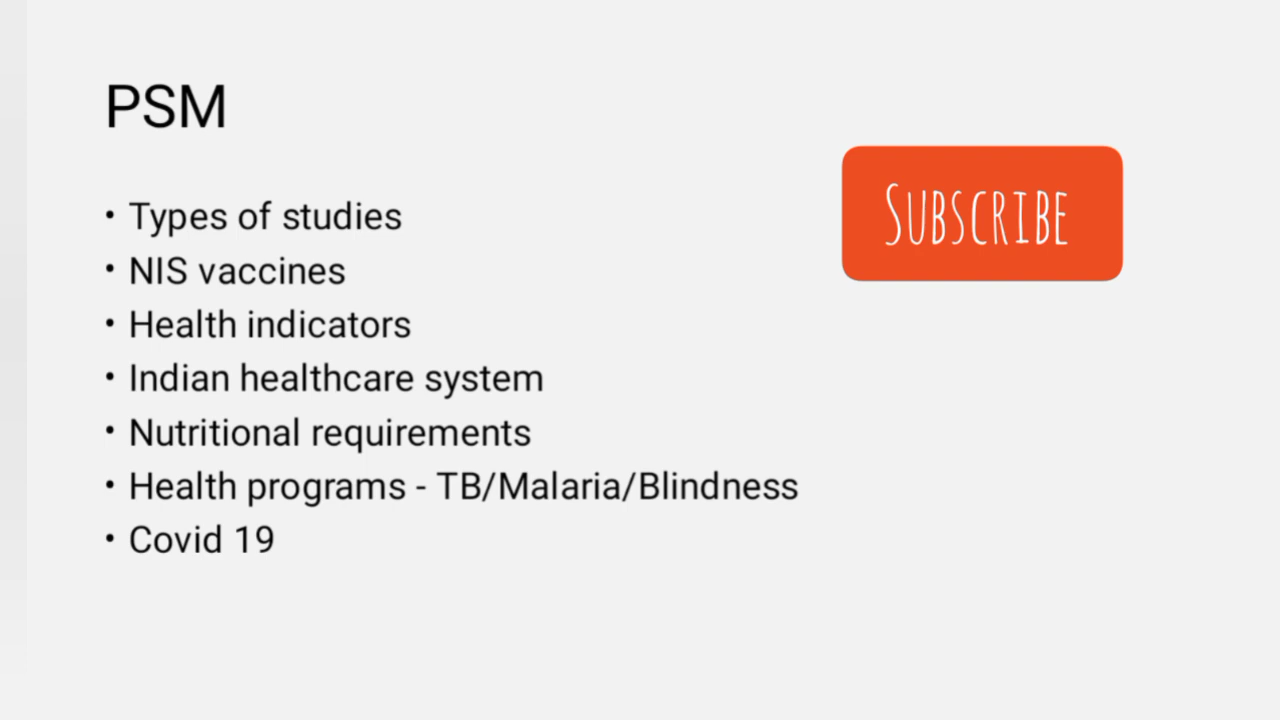 PSM
SUBSCRIBE
• Types of studies
• NIS vaccines
• Health indicators
• Indian healthcare system
• Nutritional requirements
• Health programs - TB/Malaria/Blindness
• Covid 19